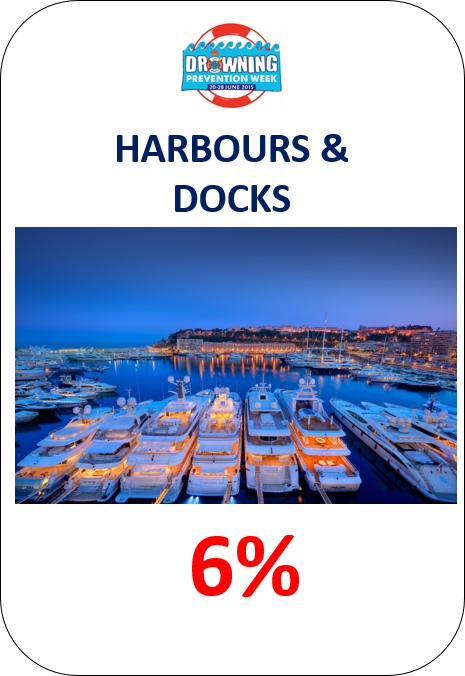 DROWNING
PREVENTION WEEK
20-28 JUNE 2015
HARBOURS &
DOCKS
6%